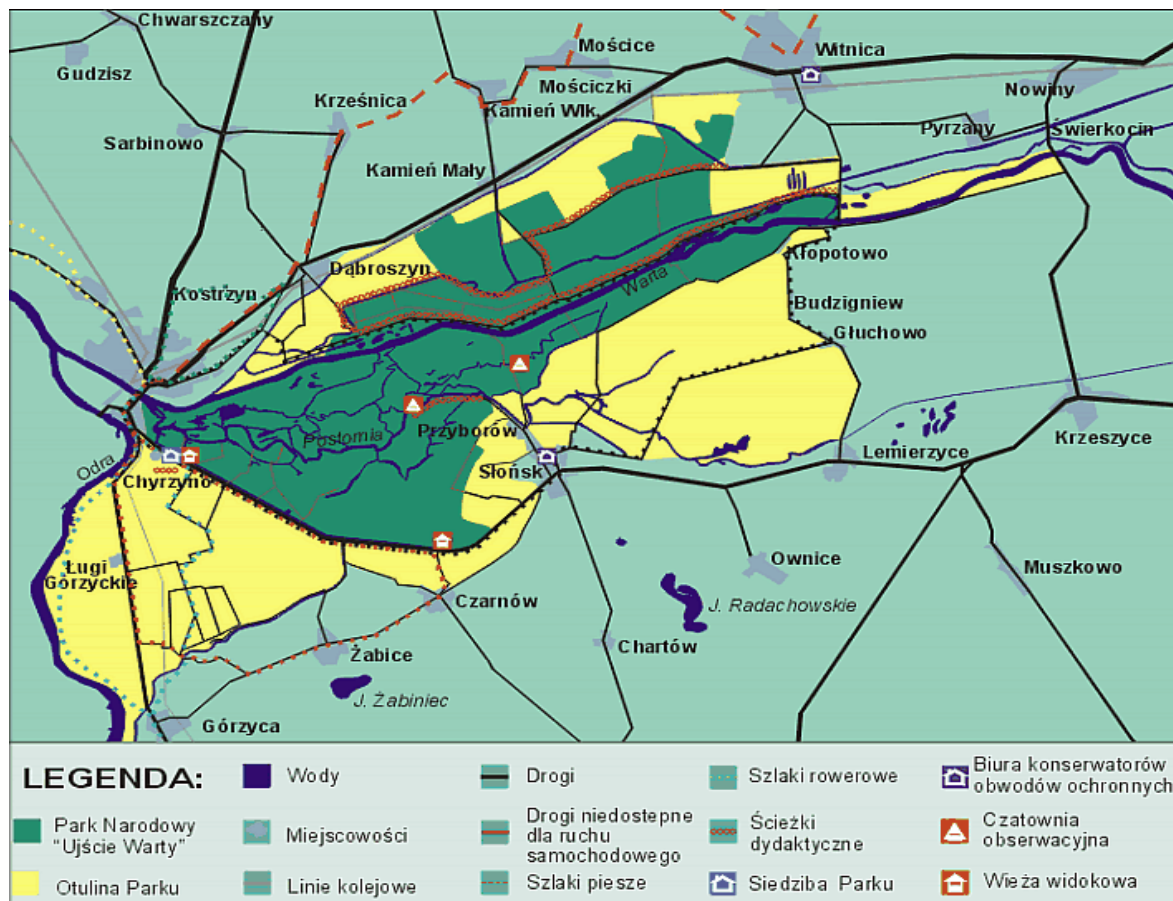 Chwarszczany
Gudzisz
Mościce
Witnica
Mościczki
Krześnica
Kamień Wlk.
Nowiny
Pyrzany
Świerkocin
Sarbinowo
Kamień Mały
Dąbroszyn
Kłopotowo
Kostrzyn
Warta
Budzigniew
Głuchowo
Postomia
Przyborów
Krzeszyce
Odra
Lemierzyce
Chyrzyno
Słońsk
Ługi
Górzyckie
Ownice
Muszkowo
Czarnów
J. Radachowskie
Chartów
Żabice
J. Żabiniec
Górzyca
LEGENDA:
Wody
Drogi
Szlaki rowerowe
Biura konserwatorów
obwodów ochronnych
Park Narodowy
"Ujście Warty"
Miejscowości
Drogi niedostepne
dla ruchu
samochodowego
Ścieżki
dydaktyczne
Czatownia
obserwacyjna
Otulina Parku
Linie kolejowe
Szlaki piesze
Siedziba Parku
Wieża widokowa